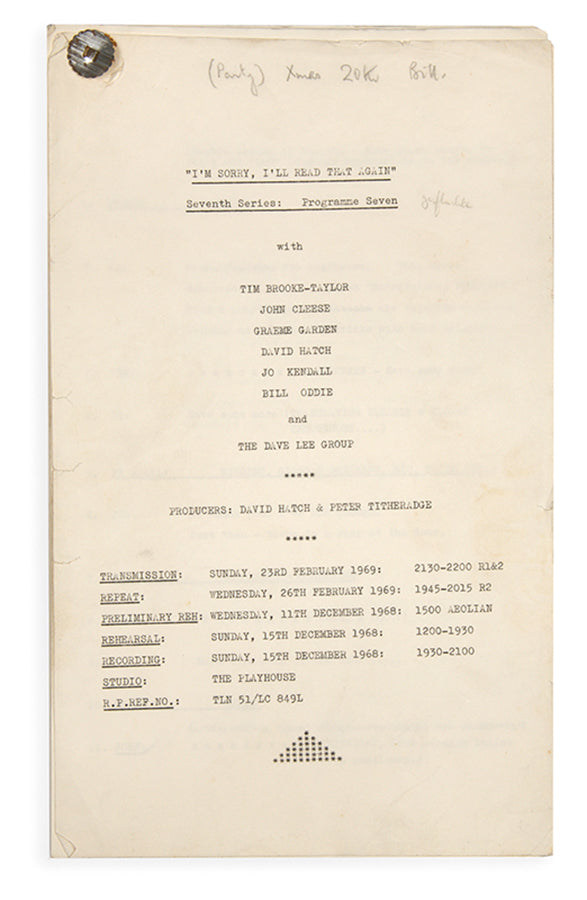 (Party) Xmas 20th Bill.
"I'M SORRY, I'LL READ THAT AGAIN"
Seventh Series: Programme Seven
with
TIM BROOKE-TAYLOR
JOHN CLEESE
GRAEME GARDEN
DAVID HATCH
JO KENDALL
BILL ODDIE
and
THE DAVE LEE GROUP
*****
PRODUCERS: DAVID HATCH & PETER TITHERADGE
*****
TRANSMISSION: SUNDAY, 23RD FEBRUARY 1969: 2130-2200 R1&2
REPEAT: WEDNESDAY, 26TH FEBRUARY 1969: 1945-2015 R2
PRELIMINARY REH: WEDNESDAY, 11TH DECEMBER 1968: 1500 AEOLIAN
REHEARSAL: SUNDAY, 15TH DECEMBER 1968: 1200-1930
RECORDING: SUNDAY, 15TH DECEMBER 1968: 1930-2100
STUDIO: THE PLAYHOUSE
R.P.REF.NO.: TLN 51/LC 849L